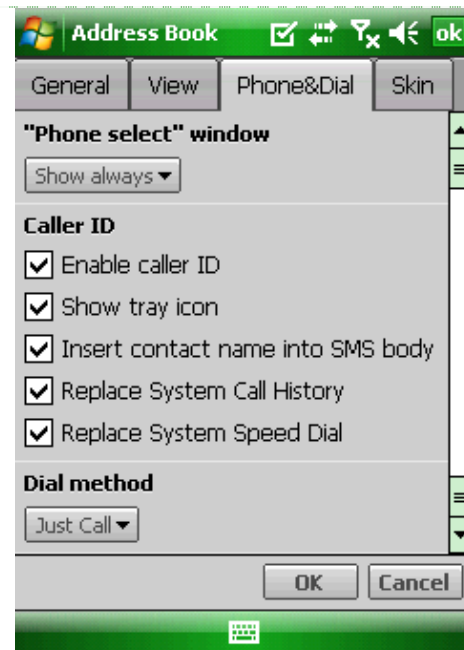 Address Book
ok
General View Phone&Dial Skin
"Phone select" window
Show always
Caller ID
Enable caller ID
Show tray icon
Insert contact name into SMS body
Replace System Call History
Replace System Speed Dial
Dial method
Just Call
OK Cancel